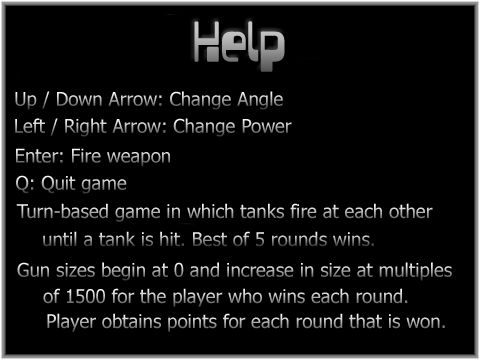 Help
Up / Down Arrow: Change Angle
Left / Right Arrow: Change Power
Enter: Fire weapon
Q: Quit game
Turn-based game in which tanks fire at each other
until a tank is hit. Best of 5 rounds wins.
Gun sizes begin at 0 and increase in size at multiples
of 1500 for the player who wins each round.
Player obtains points for each round that is won.